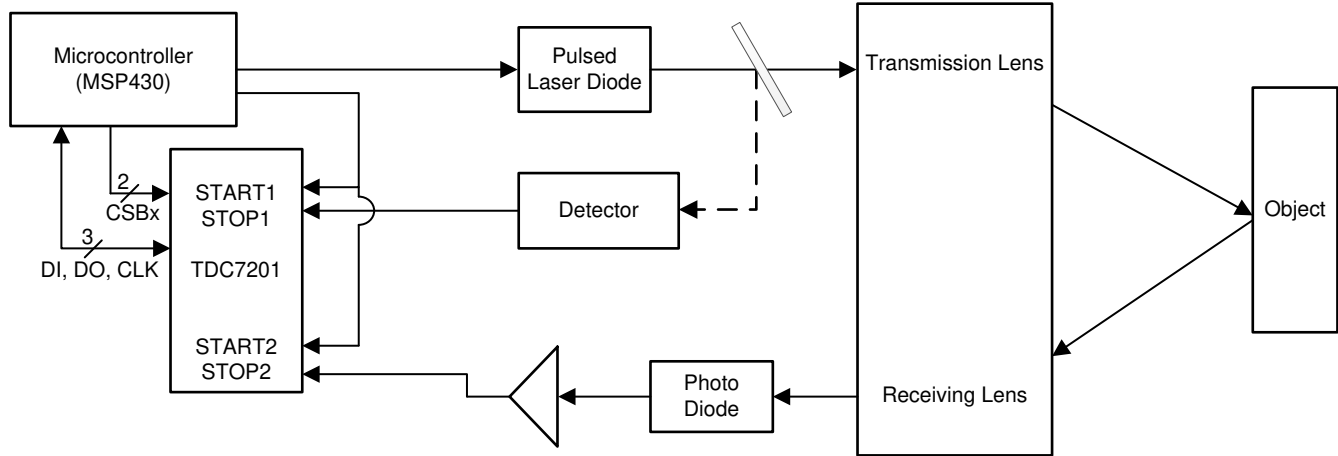 Microcontroller
(MSP430)
Pulsed
Laser Diode
Transmission Lens
Object
2
CSBx
START1
STOP1
Detector
3
DI, DO, CLK
TDC7201
START2
STOP2
Photo
Diode
Receiving Lens